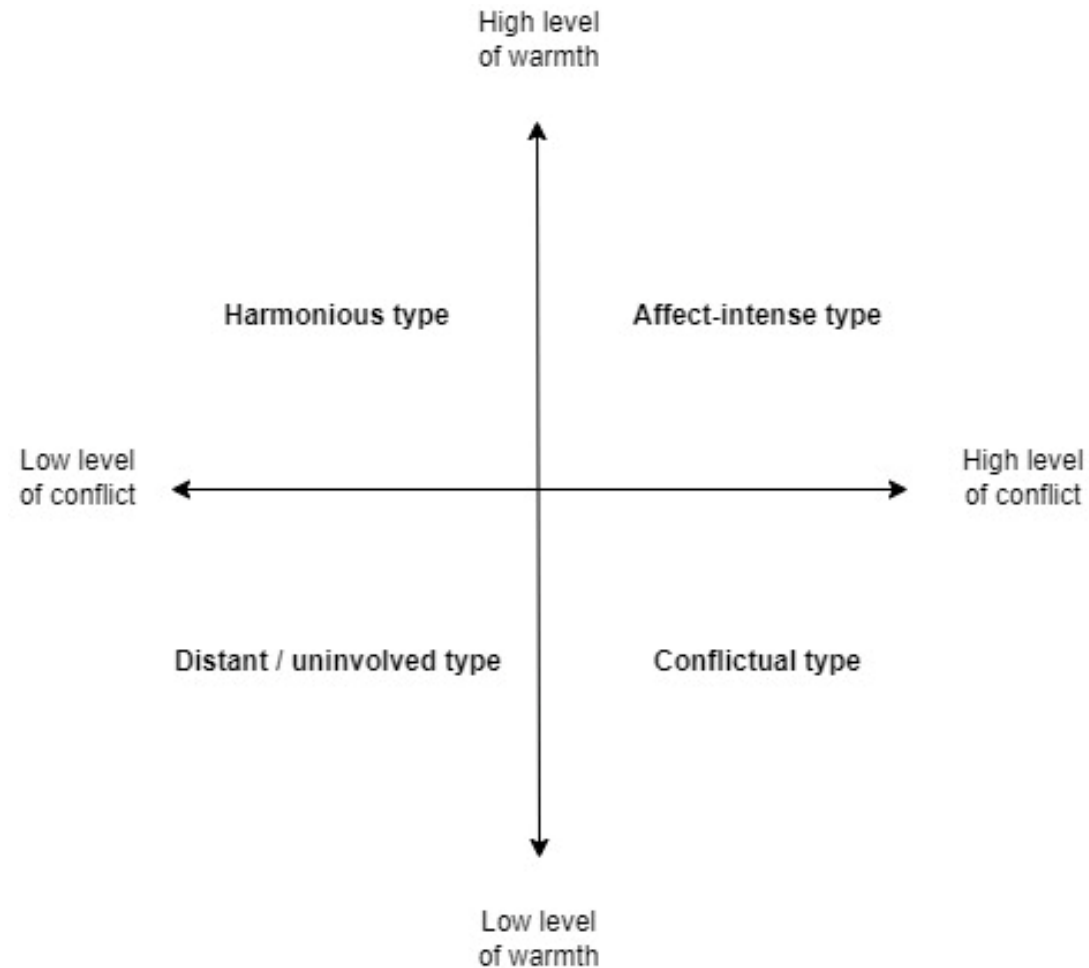 High level
of warmth
Harmonious type
Affect-intense type
Low level
of conflict
High level
of conflict
Distant / uninvolved type
Conflictual type
Low level
of warmth